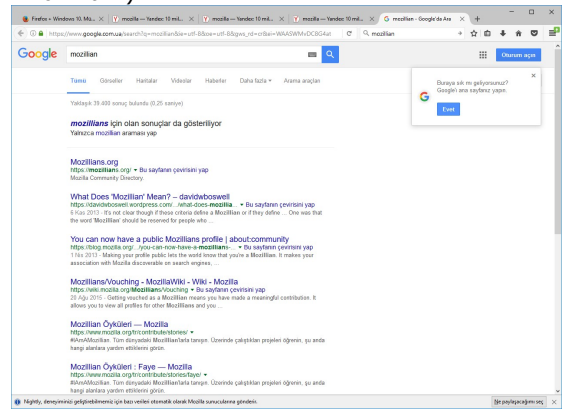 Firefox + Windows 10. Mü...
mozilla — Yandex: 10 mil...
mozilla — Yandex: 10 mil...
mozilla — Yandex: 10 mil...
mozillian - Google'da Ara
https://www.google.com.ua/search?q=mozillian&ie=utf-8&oe=utf-8&gws_rd=cr&ei=WAASWMvDC8G4at
mozillian
Google
mozillian
Oturum açın
Tümü Görseller Haritalar Videolar Haberler Daha fazla Arama araçları
Buraya sık mı geliyorsunuz?
Google'ı ana sayfanız yapın.
Evet
Yaklaşık 39.400 sonuç bulundu (0,25 saniye)
mozillians için olan sonuçlar da gösteriliyor
Yalnızca mozillian araması yap
Mozillians.org
https://mozillians.org/ Bu sayfanın çevirisini yap
Mozilla Community Directory.
What Does 'Mozillian' Mean? – davidwboswell
https://davidwboswell.wordpress.com/.../what-does-mozilla... Bu sayfanın çevirisini yap
6 Kas 2013 - It's not clear though if these criteria define a Mozillian or if they define ... One was that
the word 'Mozillian' should be reserved for people who ...
You can now have a public Mozillians profile | about:community
https://blog.mozilla.org/.../you-can-now-have-a-mozillians-... Bu sayfanın çevirisini yap
1 Nis 2013 - Making your profile public lets the world know that you're a Mozillian. It makes your
association with Mozilla discoverable on search engines, ...
Mozillians/Vouching - MozillaWiki - Wiki - Mozilla
https://wiki.mozilla.org/Mozillians/Vouching Bu sayfanın çevirisini yap
29 Ağu 2015 - Getting vouched as a Mozillian means you have made a meaningful contribution. It
allows you to view all profiles for other Mozillians and you ...
Mozillian Öyküleri — Mozilla
https://www.mozilla.org/tr/contribute/stories/
#IAmAMozillian. Tüm dünyadaki Mozillian'larla tanışın. Üzerinde çalıştıkları projeleri öğrenin, şu anda
hangi alanlara yardım ettiklerini görün.
Mozillian Öyküleri : Faye — Mozilla
https://www.mozilla.org/tr/contribute/stories/faye/
#IAmAMozillian. Tüm dünyadaki Mozillian'larla tanışın. Üzerinde çalıştıkları projeleri öğrenin, şu anda
hangi alanlara yardım ettiklerini görün.
Nightly, deneyiminizi geliştirebilmemiz için bazı verileri otomatik olarak Mozilla sunucularına gönderir.
Ne paylaşacağımı seç